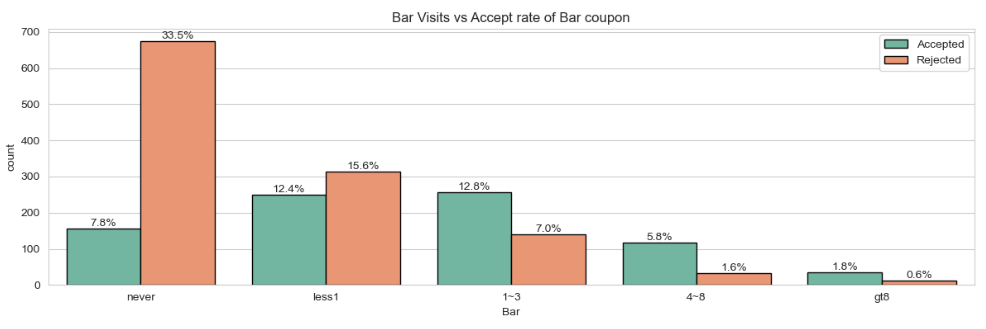 Bar Visits vs Accept rate of Bar coupon
700
600
500
400
300
200
100
0
count
33.5%
7.8%
12.4%
15.6%
12.8%
7.0%
5.8%
1.6%
1.8%
0.6%
Accepted
Rejected
never
less1
1~3
4~8
gt8
Bar